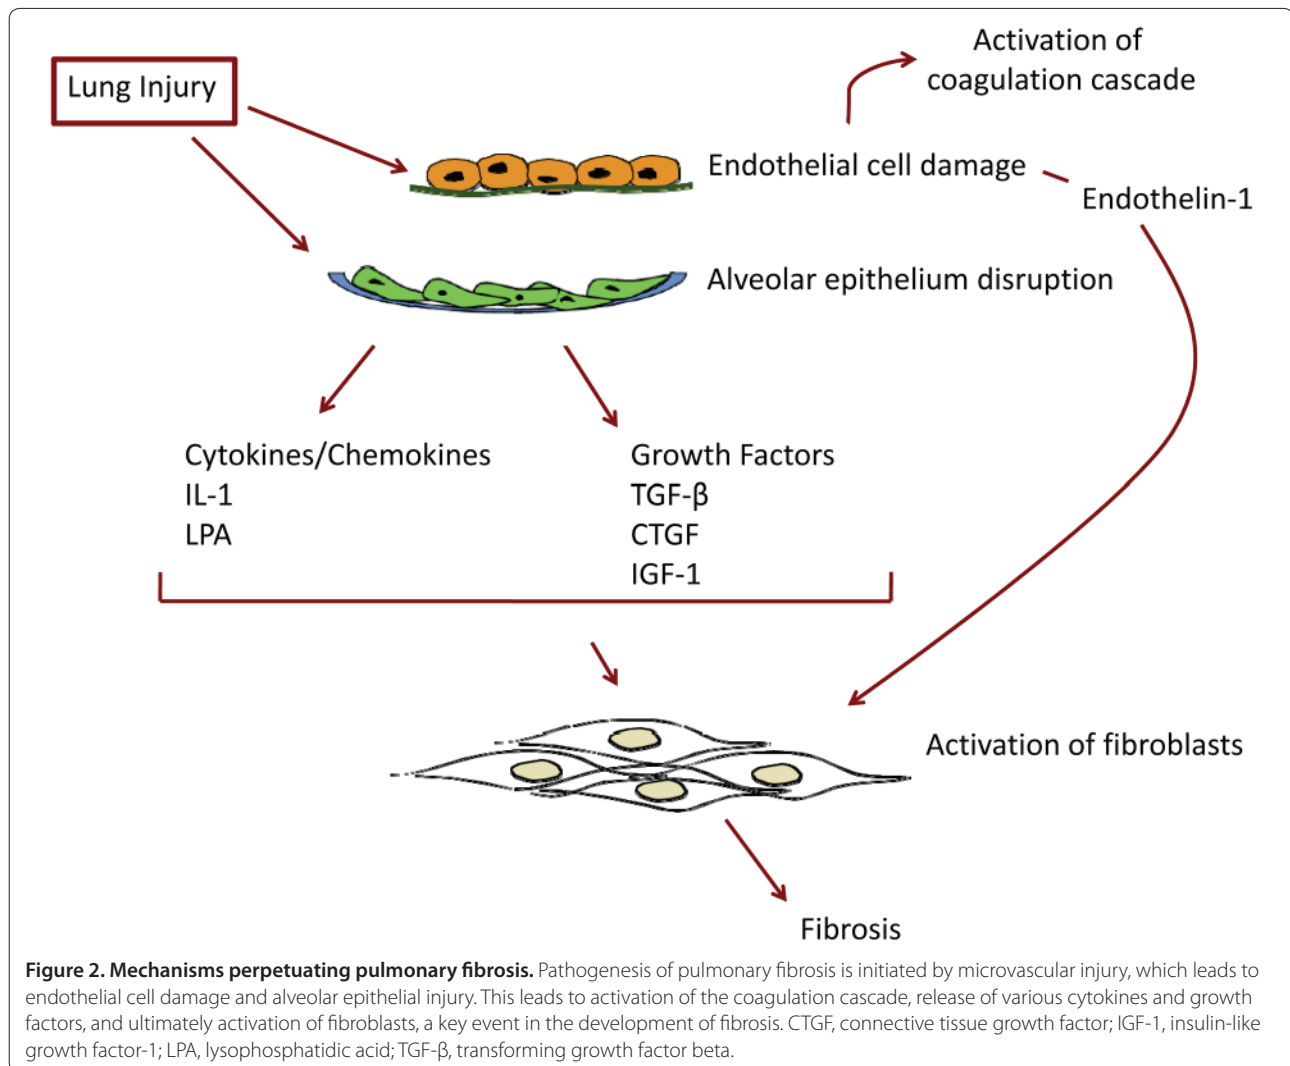 Activation of
coagulation cascade
Lung Injury
Endothelial cell damage
Endothelin-1
Alveolar epithelium disruption
Cytokines/Chemokines
IL-1
LPA
Growth Factors
TGF-β
CTGF
IGF-1
Activation of fibroblasts
Fibrosis
Figure 2. Mechanisms perpetuating pulmonary fibrosis. Pathogenesis of pulmonary fibrosis is initiated by microvascular injury, which leads to
endothelial cell damage and alveolar epithelial injury. This leads to activation of the coagulation cascade, release of various cytokines and growth
factors, and ultimately activation of fibroblasts, a key event in the development of fibrosis. CTGF, connective tissue growth factor; IGF-1, insulin-like
growth factor-1; LPA, lysophosphatidic acid; TGF-β, transforming growth factor beta.